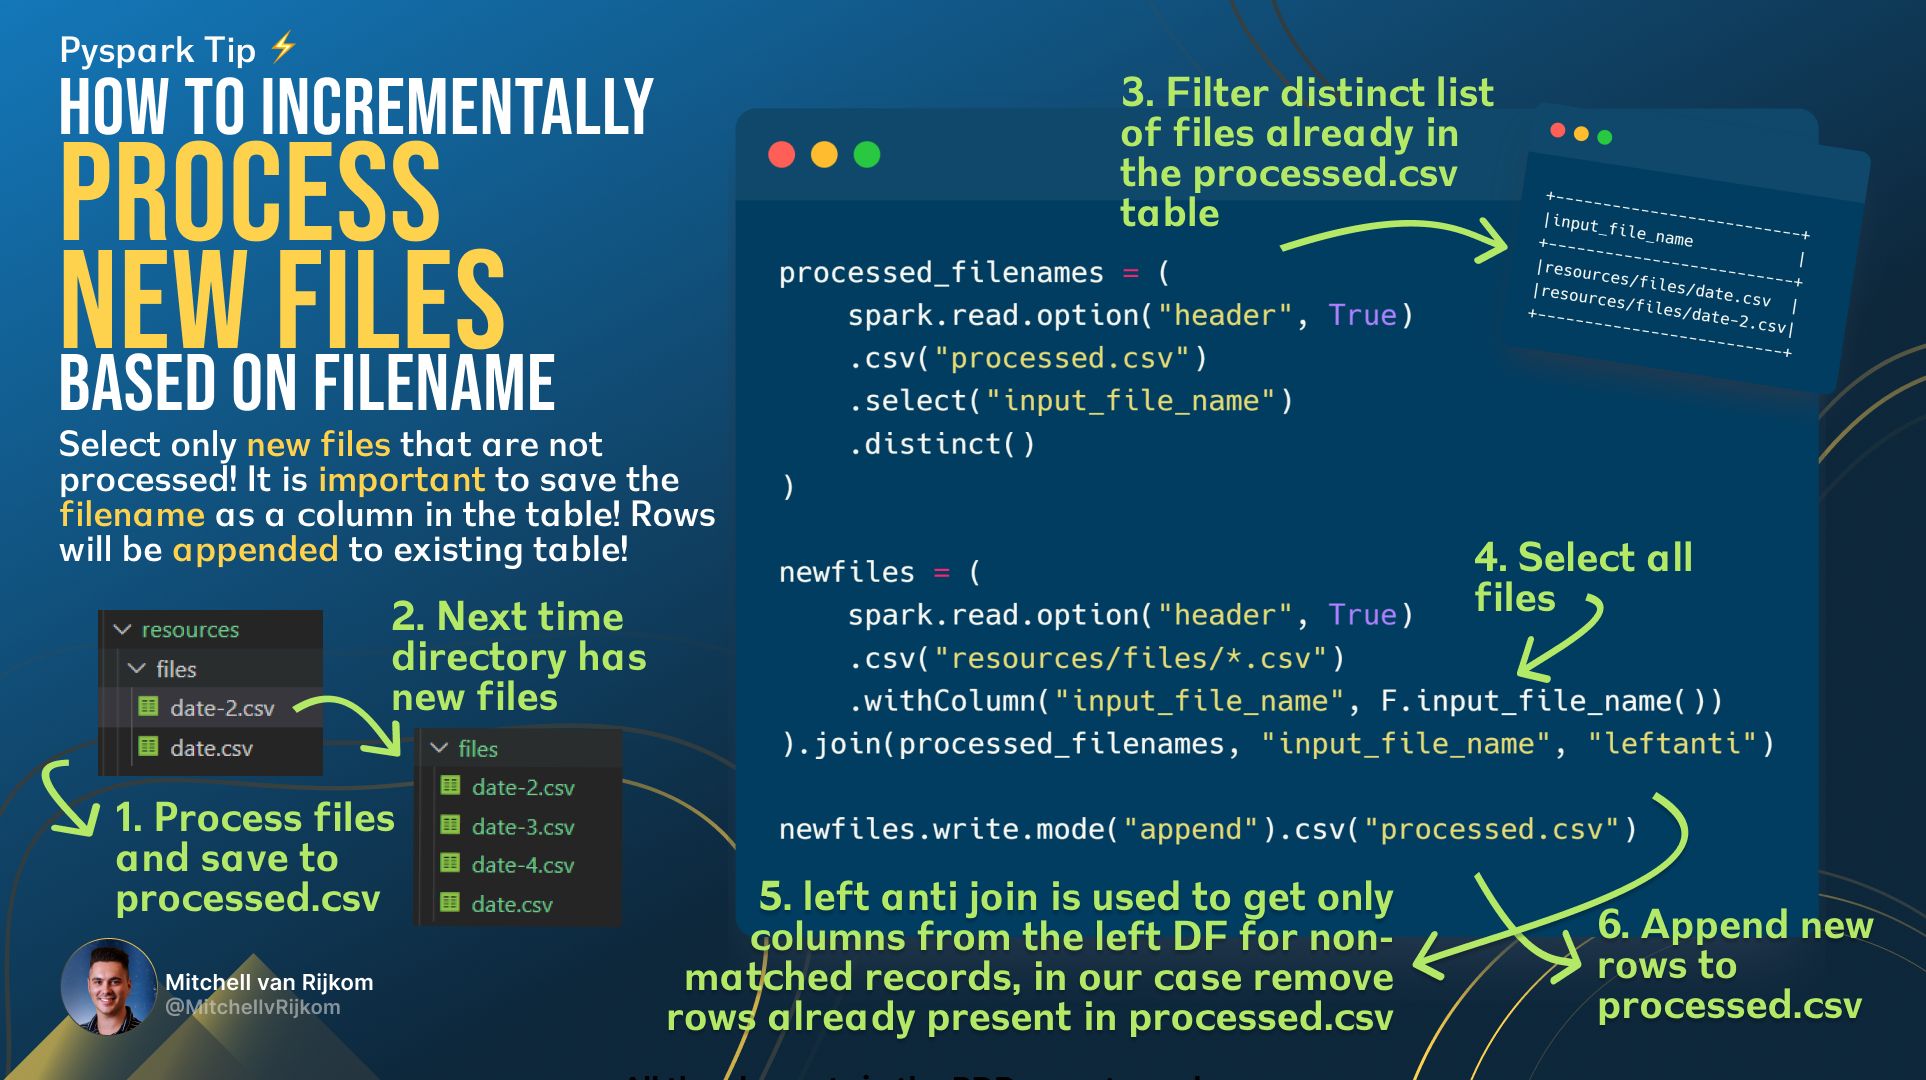 Pyspark Tip ⚡
HOW TO INCREMENTALLY
PROCESS
NEW FILES
BASED ON FILENAME
Select only new files that are not
processed! It is important to save the
filename as a column in the table! Rows
will be appended to existing table!
resources
files
date-2.csv
date.csv
1. Process files
and save to
processed.csv
2. Next time
directory has
new files
files
date-2.csv
date-3.csv
date-4.csv
date.csv
Mitchell van Rijkom
@MitchellvRijkom
3. Filter distinct list
of files already in
the processed.csv
table
+--------------------------+
|input_file_name           |
+--------------------------+
|resources/files/date.csv  |
|resources/files/date-2.csv|
+--------------------------+
processed_filenames = (
    spark.read.option("header", True)
    .csv("processed.csv")
    .select("input_file_name")
    .distinct()
)
newfiles = (
    spark.read.option("header", True)
    .csv("resources/files/*.csv")
    .withColumn("input_file_name", F.input_file_name())
).join(processed_filenames, "input_file_name", "leftanti")
newfiles.write.mode("append").csv("processed.csv")
4. Select all
files
5. left anti join is used to get only
columns from the left DF for non-
matched records, in our case remove
rows already present in processed.csv
6. Append new
rows to
processed.csv